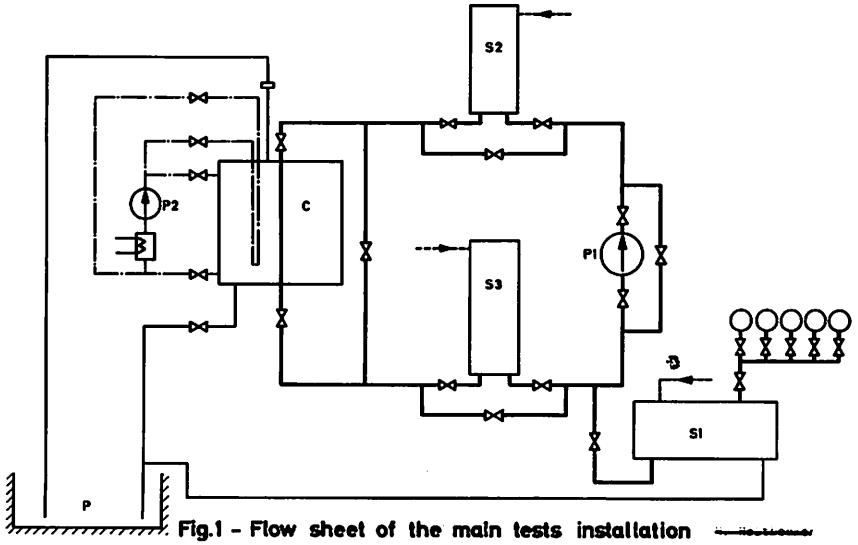 S2
P2
C
P1
S3
S1
P
Fig.1 - Flow sheet of the main tests installation